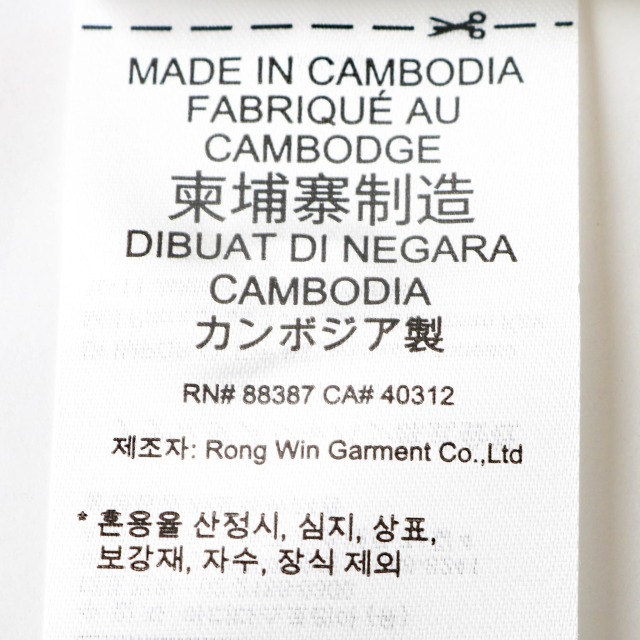 MADE IN CAMBODIA
FABRIQUÉ AU
CAMBODGE
柬埔寨制造
DIBUAT DI NEGARA
CAMBODIA
カンボジア製
RN# 88387 CA# 40312
제조자: Rong Win Garment Co.,Ltd
* 혼용율 산정시, 심지, 상표,
보강재, 자수, 장식 제외